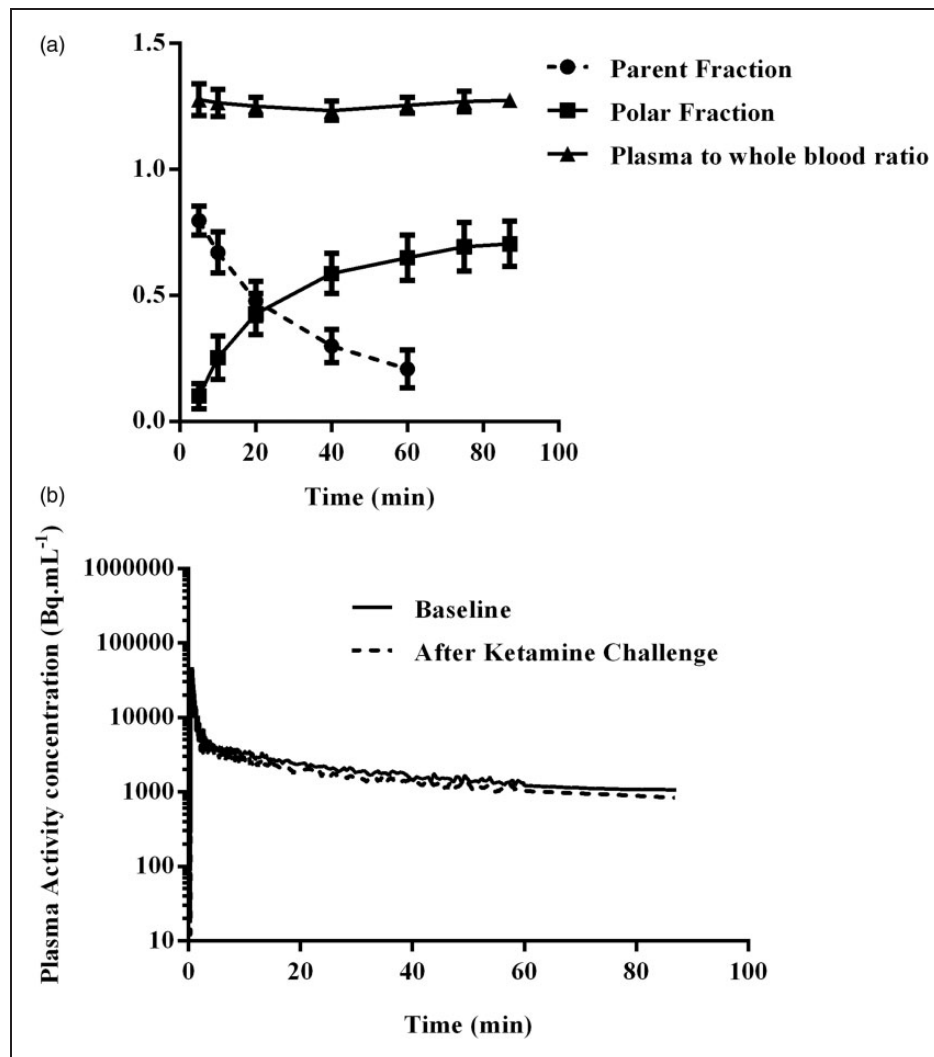 (a)
1.5
1.0
0.5
0.0
0 20 40 60 80 100
Time (min)
Parent Fraction
Polar Fraction
Plasma to whole blood ratio
(b)
Plasma Activity concentration (Bq.mL⁻¹)
1000000
100000
10000
1000
100
10
0 20 40 60 80 100
Time (min)
Baseline
After Ketamine Challenge